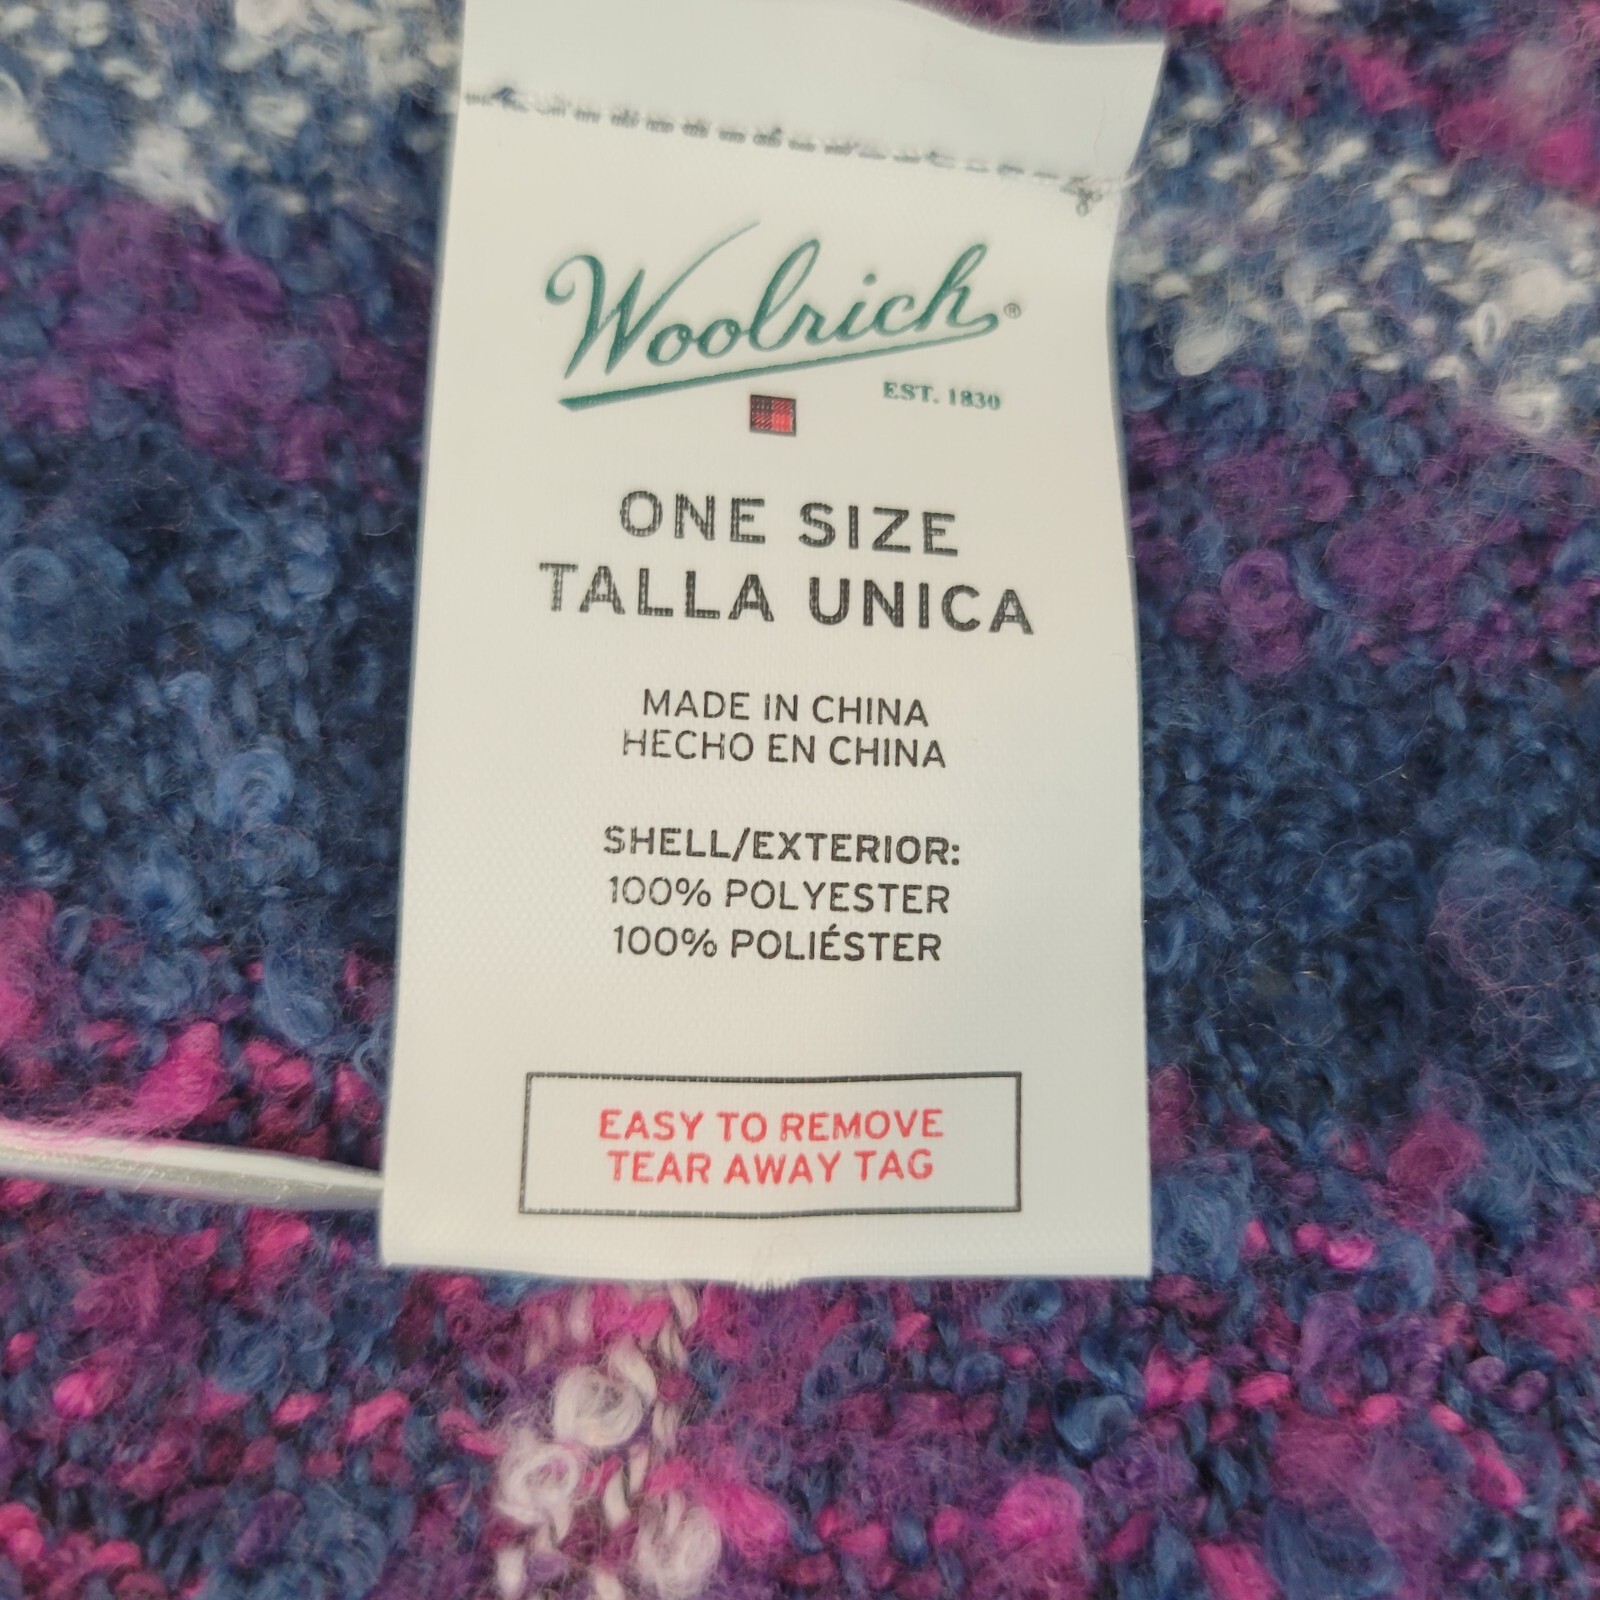 Woolrich®
EST. 1830
ONE SIZE
TALLA UNICA
MADE IN CHINA
HECHO EN CHINA
SHELL/EXTERIOR:
100% POLYESTER
100% POLIÉSTER
EASY TO REMOVE
TEAR AWAY TAG